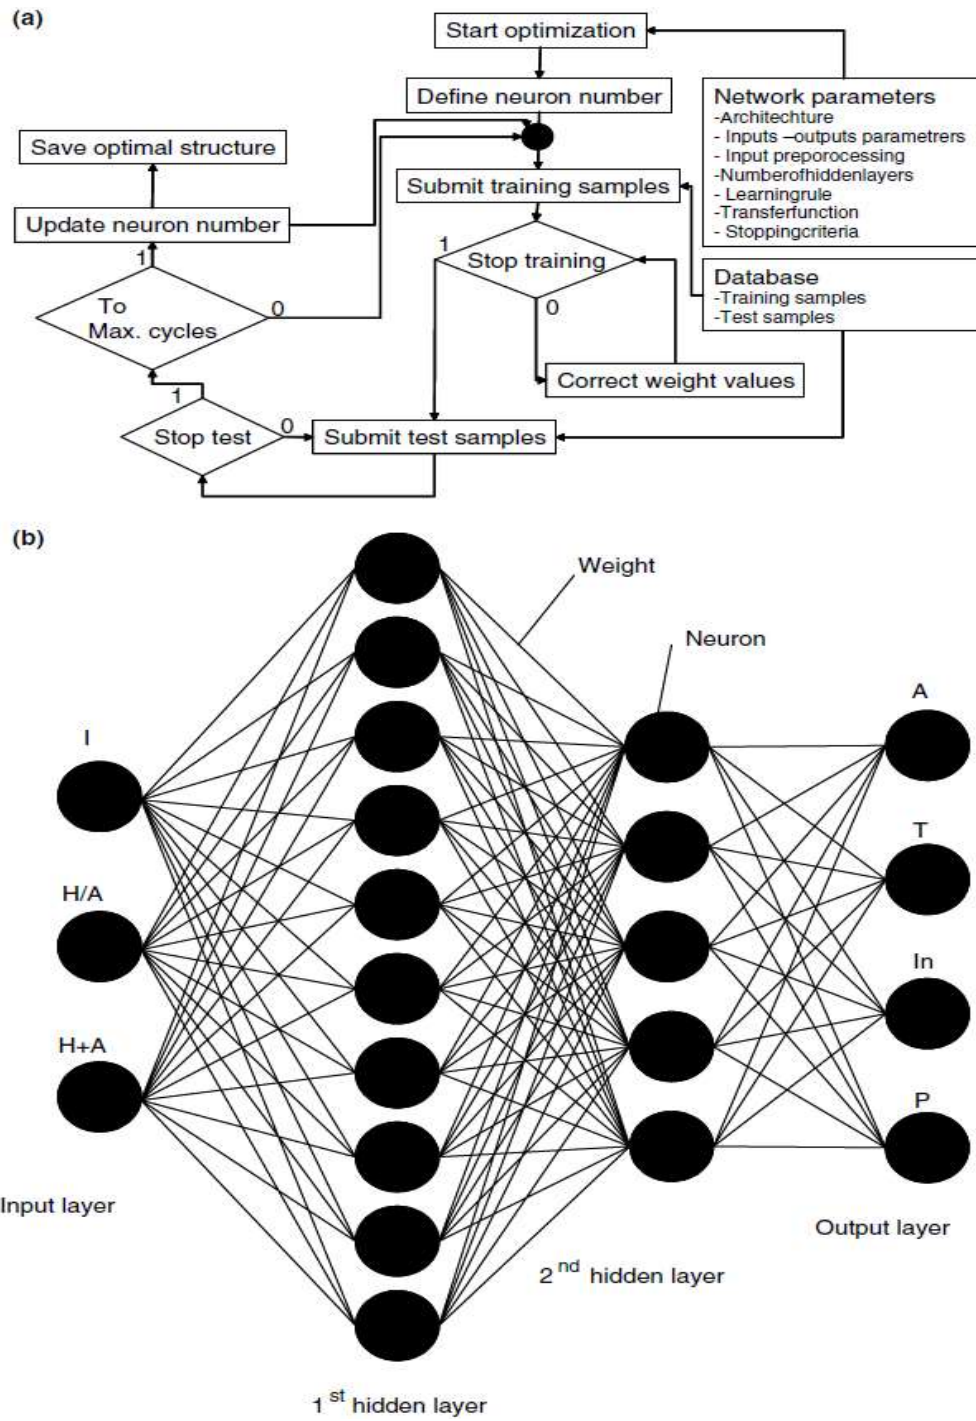 (a)
Start optimization
Define neuron number
Network parameters
-Architechture
- Inputs –outputs parametrers
- Input preporocessing
-Numberofhiddenlayers
- Learningrule
-Transferfunction
- Stoppingcriteria
Save optimal structure
Submit training samples
Update neuron number
1
Stop training
1
0
Database
-Training samples
-Test samples
To
Max. cycles
0
Correct weight values
1
Stop test
0
Submit test samples
(b)
Weight
Neuron
I
A
H/A
T
In
H+A
P
Input layer
Output layer
2nd hidden layer
1st hidden layer